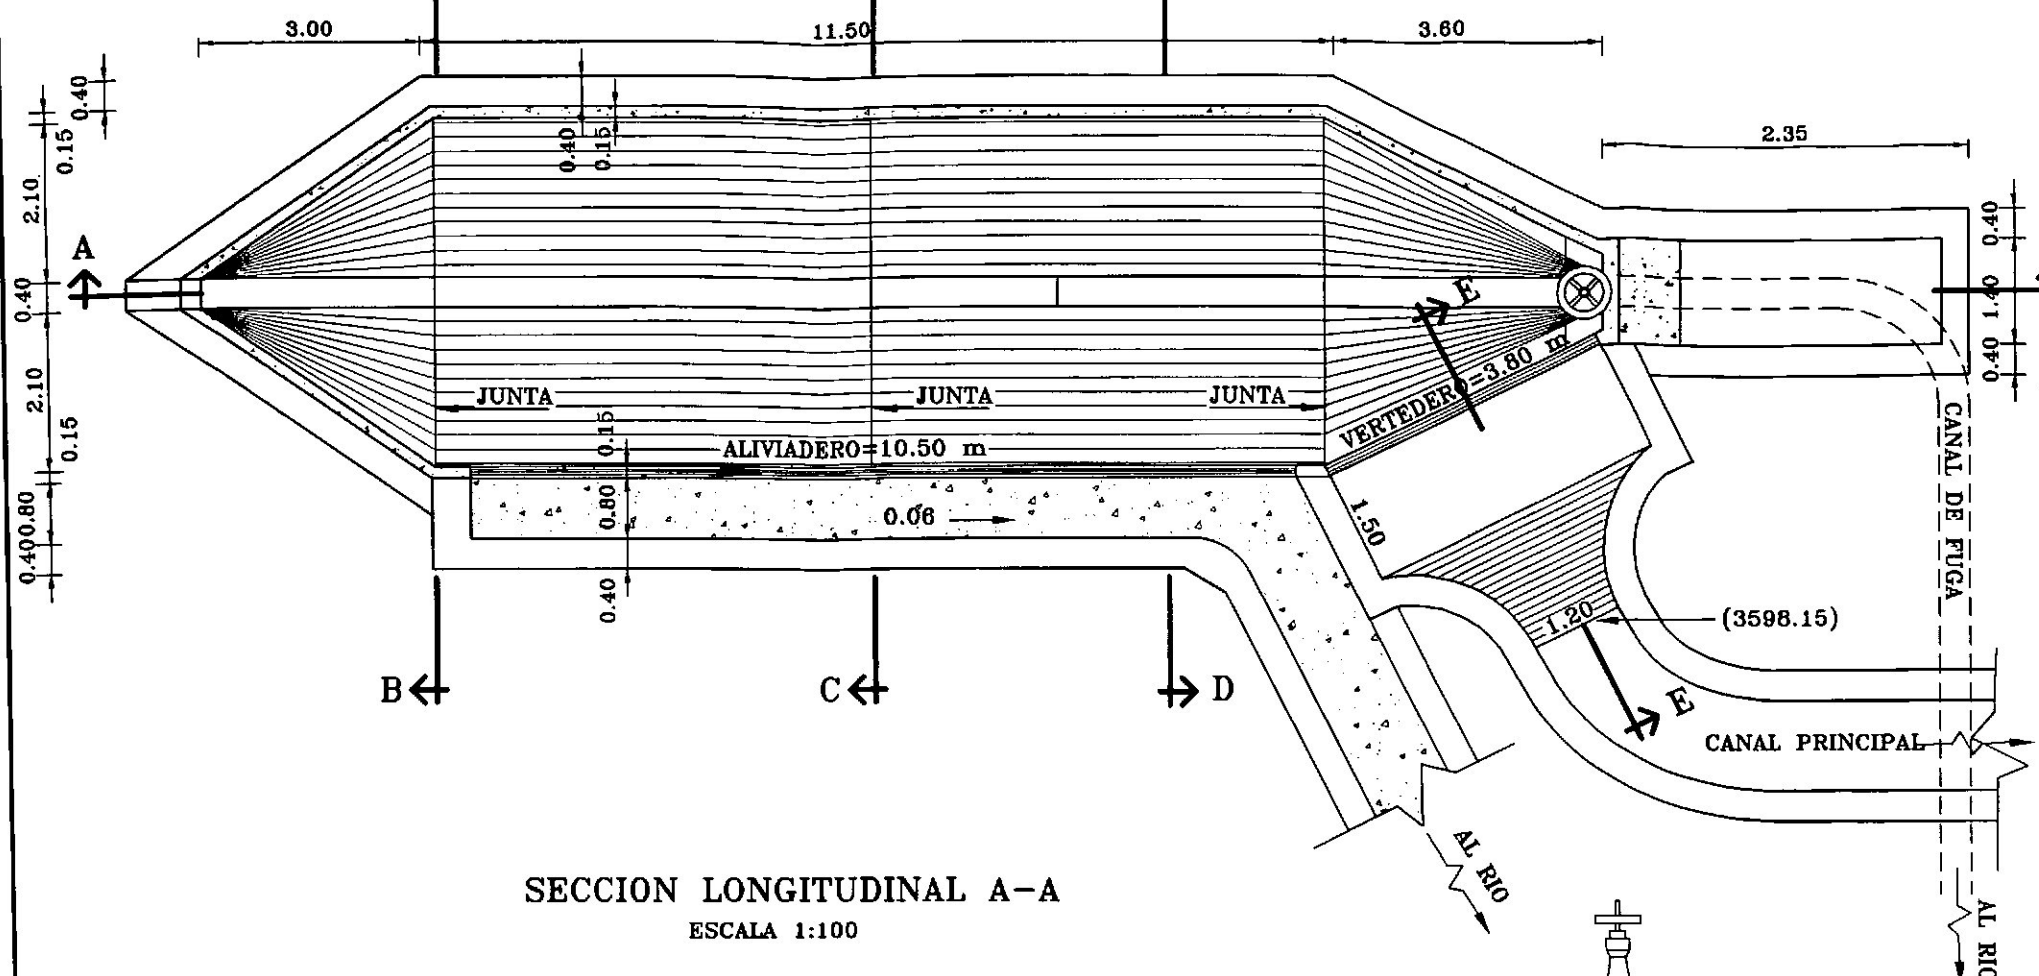 3.00
11.50
3.60
0.40
0.15
0.40
0.15
2.35
2.10
0.40
A
0.40
1.40
0.40
E
2.10
0.15
JUNTA
JUNTA
JUNTA
VERTEDERO=3.80 m
0.15
ALIVIADERO=10.50 m
0.80
0.40
0.80
0.06
1.50
CANAL DE FUGA
0.40
1.20
(3598.15)
B
C
D
E
CANAL PRINCIPAL
AL RIO
AL RIO
SECCION LONGITUDINAL A-A
ESCALA 1:100